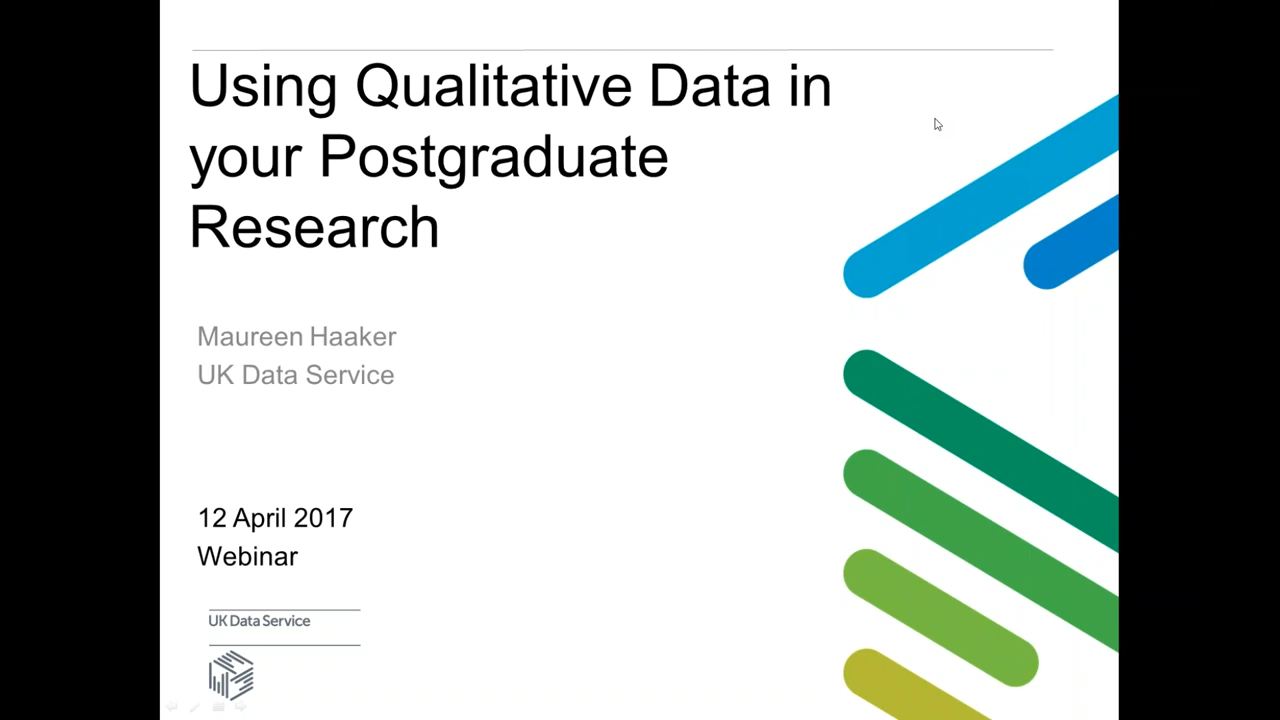 Using Qualitative Data in
your Postgraduate
Research
Maureen Haaker
UK Data Service
12 April 2017
Webinar
UK Data Service